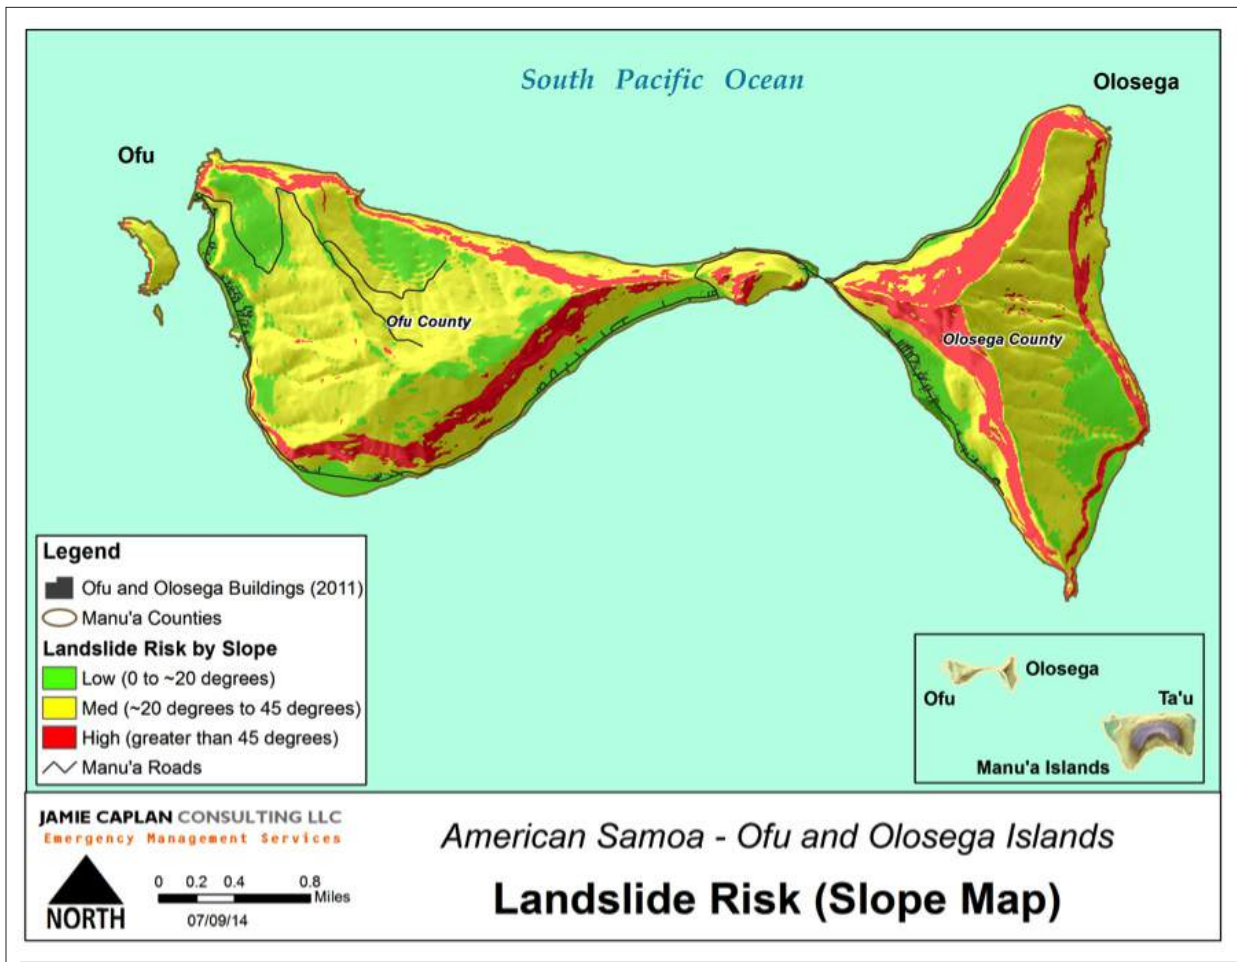 South Pacific Ocean
Olosega
Ofu
Ofu County
Olosega County
Legend
Ofu and Olosega Buildings (2011)
Manu'a Counties
Landslide Risk by Slope
Low (0 to ~20 degrees)
Med (~20 degrees to 45 degrees)
High (greater than 45 degrees)
Manu'a Roads
Olosega
Ofu
Ta'u
Manu'a Islands
JAMIE CAPLAN CONSULTING LLC
Emergency Management Services
NORTH
0 0.2 0.4 0.8
Miles
07/09/14
American Samoa - Ofu and Olosega Islands
Landslide Risk (Slope Map)